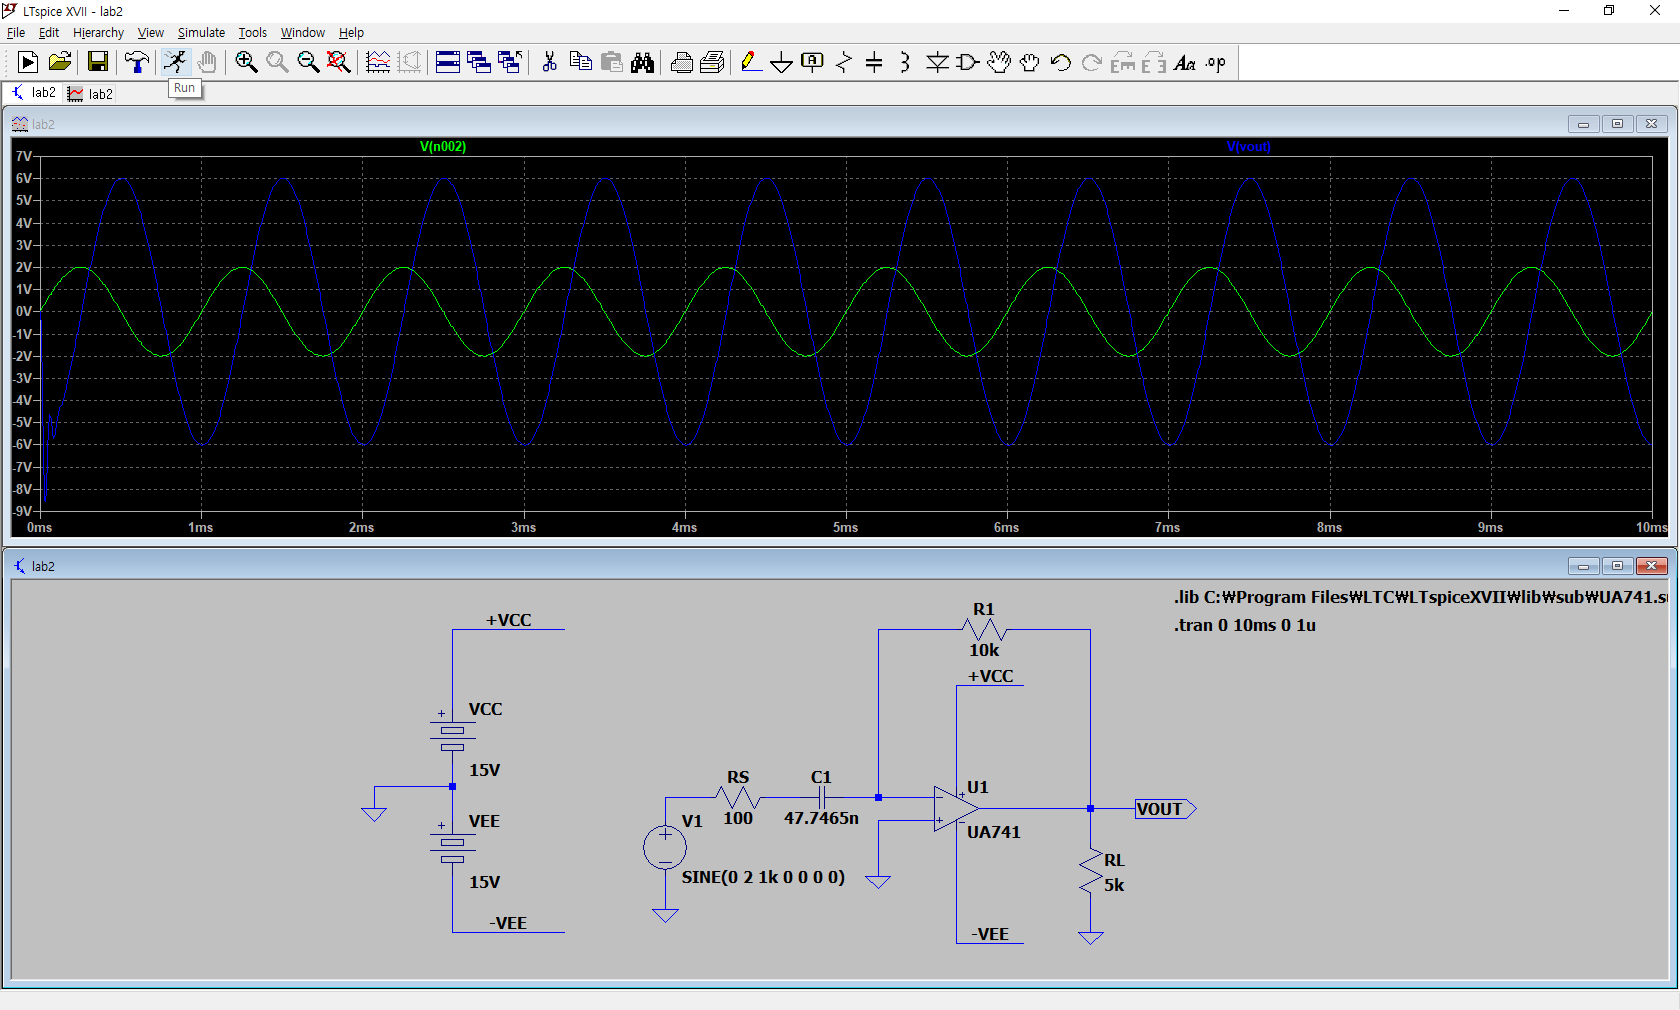 LTspice XVII - lab2
File Edit Hierarchy View Simulate Tools Window Help
lab2 lab2
Run
lab2
V(n002) V(vout)
7V
6V
5V
4V
3V
2V
1V
0V
-1V
-2V
-3V
-4V
-5V
-6V
-7V
-8V
-9V
0ms 1ms 2ms 3ms 4ms 5ms 6ms 7ms 8ms 9ms 10ms
lab2
.lib C:₩Program Files₩LTC₩LTspiceXVII₩lib₩sub₩UA741.s
.tran 0 10ms 0 1u
+VCC
VCC
15V
VEE
15V
-VEE
R1
10k
+VCC
RS
100
C1
47.7465n
V1
SINE(0 2 1k 0 0 0 0)
U1
UA741
-VEE
VOUT
RL
5k